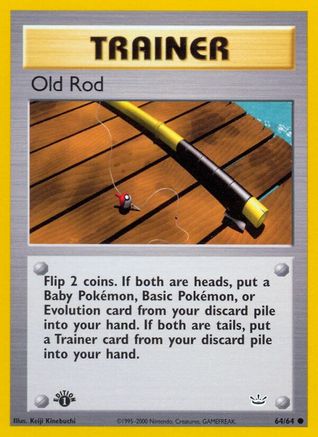 TRAINER
Old Rod
Flip 2 coins. If both are heads, put a
Baby Pokémon, Basic Pokémon, or
Evolution card from your discard pile
into your hand. If both are tails, put
a Trainer card from your discard pile
into your hand.
EDITION
1
Illus. Keiji Kinebuchi
©1995-2000 Nintendo, Creatures, GAMEFREAK.
64/64